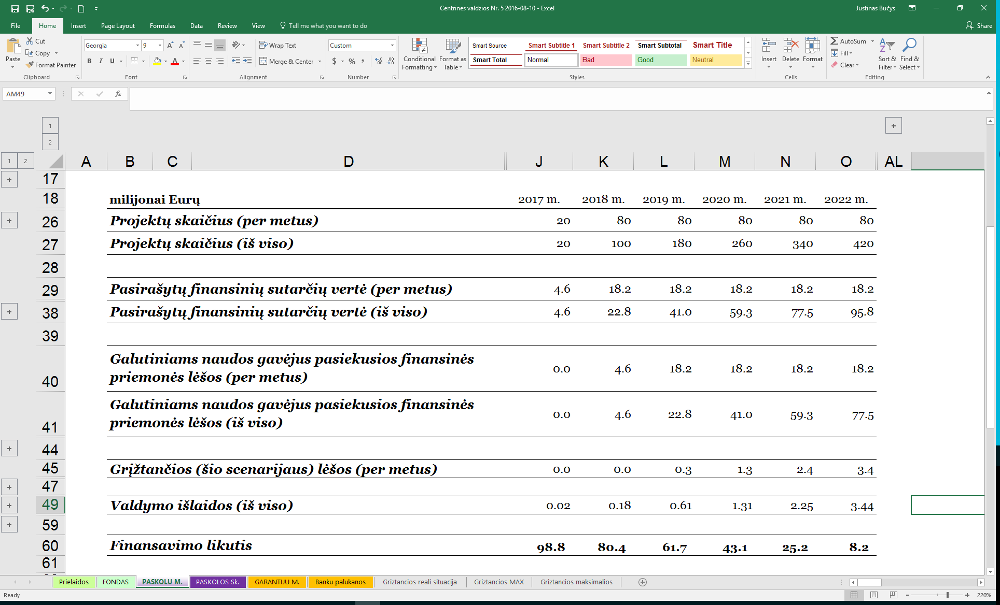 Centrines valdzios Nr. 5 2016-08-10 - Excel
Justinas Bučys
File Home Insert Page Layout Formulas Data Review View Tell me what you want to do Share
Cut
Copy
Format Painter
Paste
Clipboard
Georgia 9
B I U
Font
Wrap Text
Merge & Center
Alignment
Custom
$ % ,
Number
Conditional Formatting
Format as Table
Smart Source Smart Subtitle 1 Smart Subtitle 2 Smart Subtotal Smart Title
Smart Total Normal Bad Good Neutral
Styles
Insert Delete Format
Cells
AutoSum
Fill
Clear
Sort & Filter
Find & Select
Editing
AM49 fx
1
2
1 2
A B C D J K L M N O AL
17
18 milijonai Eurų 2017 m. 2018 m. 2019 m. 2020 m. 2021 m. 2022 m.
26 Projektų skaičius (per metus) 20 80 80 80 80 80
27 Projektų skaičius (iš viso) 20 100 180 260 340 420
28
29 Pasirašytų finansinių sutarčių vertė (per metus) 4.6 18.2 18.2 18.2 18.2 18.2
38 Pasirašytų finansinių sutarčių vertė (iš viso) 4.6 22.8 41.0 59.3 77.5 95.8
39
Galutiniams naudos gavėjus pasiekusios finansinės
40 priemonės lėšos (per metus) 0.0 4.6 18.2 18.2 18.2 18.2
Galutiniams naudos gavėjus pasiekusios finansinės
41 priemonės lėšos (iš viso) 0.0 4.6 22.8 41.0 59.3 77.5
44
45 Grįžtančios (šio scenarijaus) lėšos (per metus) 0.0 0.0 0.3 1.3 2.4 3.4
47
49 Valdymo išlaidos (iš viso) 0.02 0.18 0.61 1.31 2.25 3.44
59
60 Finansavimo likutis 98.8 80.4 61.7 43.1 25.2 8.2
61
Prielaidos FONDAS PASKOLU M. PASKOLOS Sk. GARANTIJU M. Banku palukanos Griztancios reali situacija Griztancios MAX Griztancios maksimalios
Ready 220%